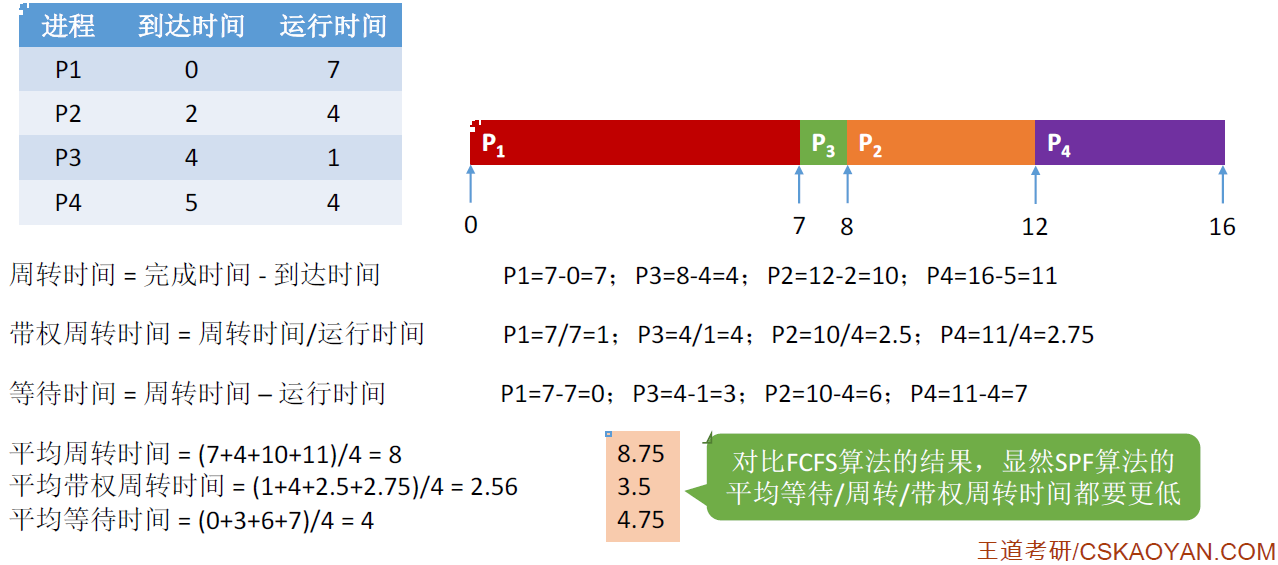 进程 到达时间 运行时间
P1 0 7
P2 2 4
P3 4 1
P4 5 4
P1 P3 P2 P4
0 7 8 12 16
周转时间 = 完成时间 - 到达时间 P1=7-0=7；P3=8-4=4；P2=12-2=10；P4=16-5=11
带权周转时间 = 周转时间/运行时间 P1=7/7=1；P3=4/1=4；P2=10/4=2.5；P4=11/4=2.75
等待时间 = 周转时间 – 运行时间 P1=7-7=0；P3=4-1=3；P2=10-4=6；P4=11-4=7
平均周转时间 = (7+4+10+11)/4 = 8
平均带权周转时间 = (1+4+2.5+2.75)/4 = 2.56
平均等待时间 = (0+3+6+7)/4 = 4
8.75
3.5
4.75
对比FCFS算法的结果，显然SPF算法的
平均等待/周转/带权周转时间都要更低
王道考研/CSKAOYAN.COM